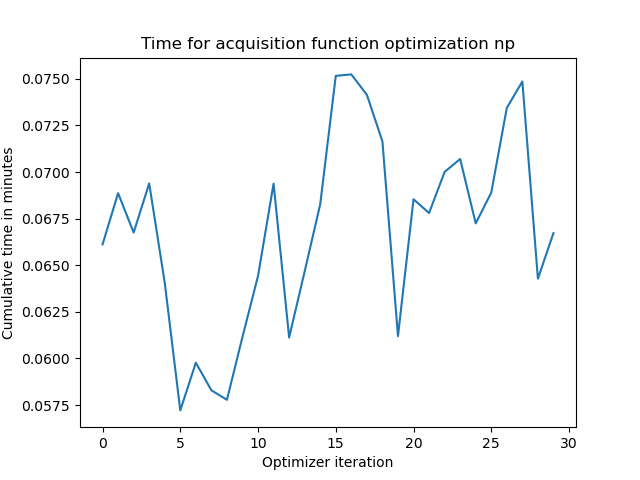 Time for acquisition function optimization np
Cumulative time in minutes
0.0750
0.0725
0.0700
0.0675
0.0650
0.0625
0.0600
0.0575
0 5 10 15 20 25 30
Optimizer iteration